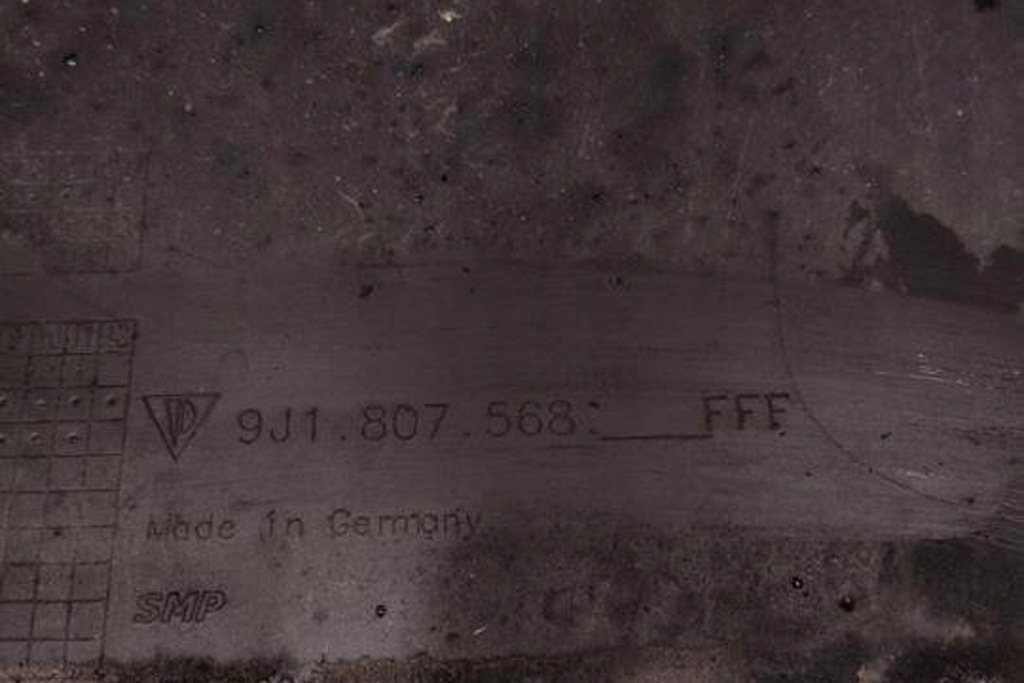 9J1.807.568 FFF
Made in Germany
SMP